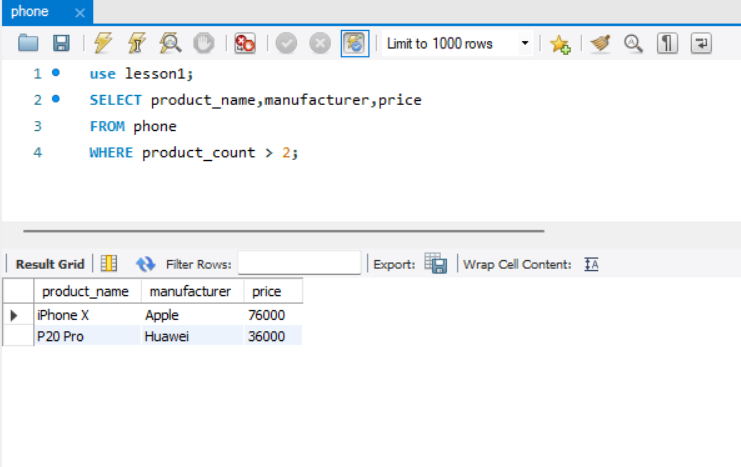 phone
Limit to 1000 rows
1 use lesson1;
2 SELECT product_name,manufacturer,price
3 FROM phone
4 WHERE product_count > 2;
Result Grid Filter Rows: Export: Wrap Cell Content:
product_name manufacturer price
iPhone X Apple 76000
P20 Pro Huawei 36000